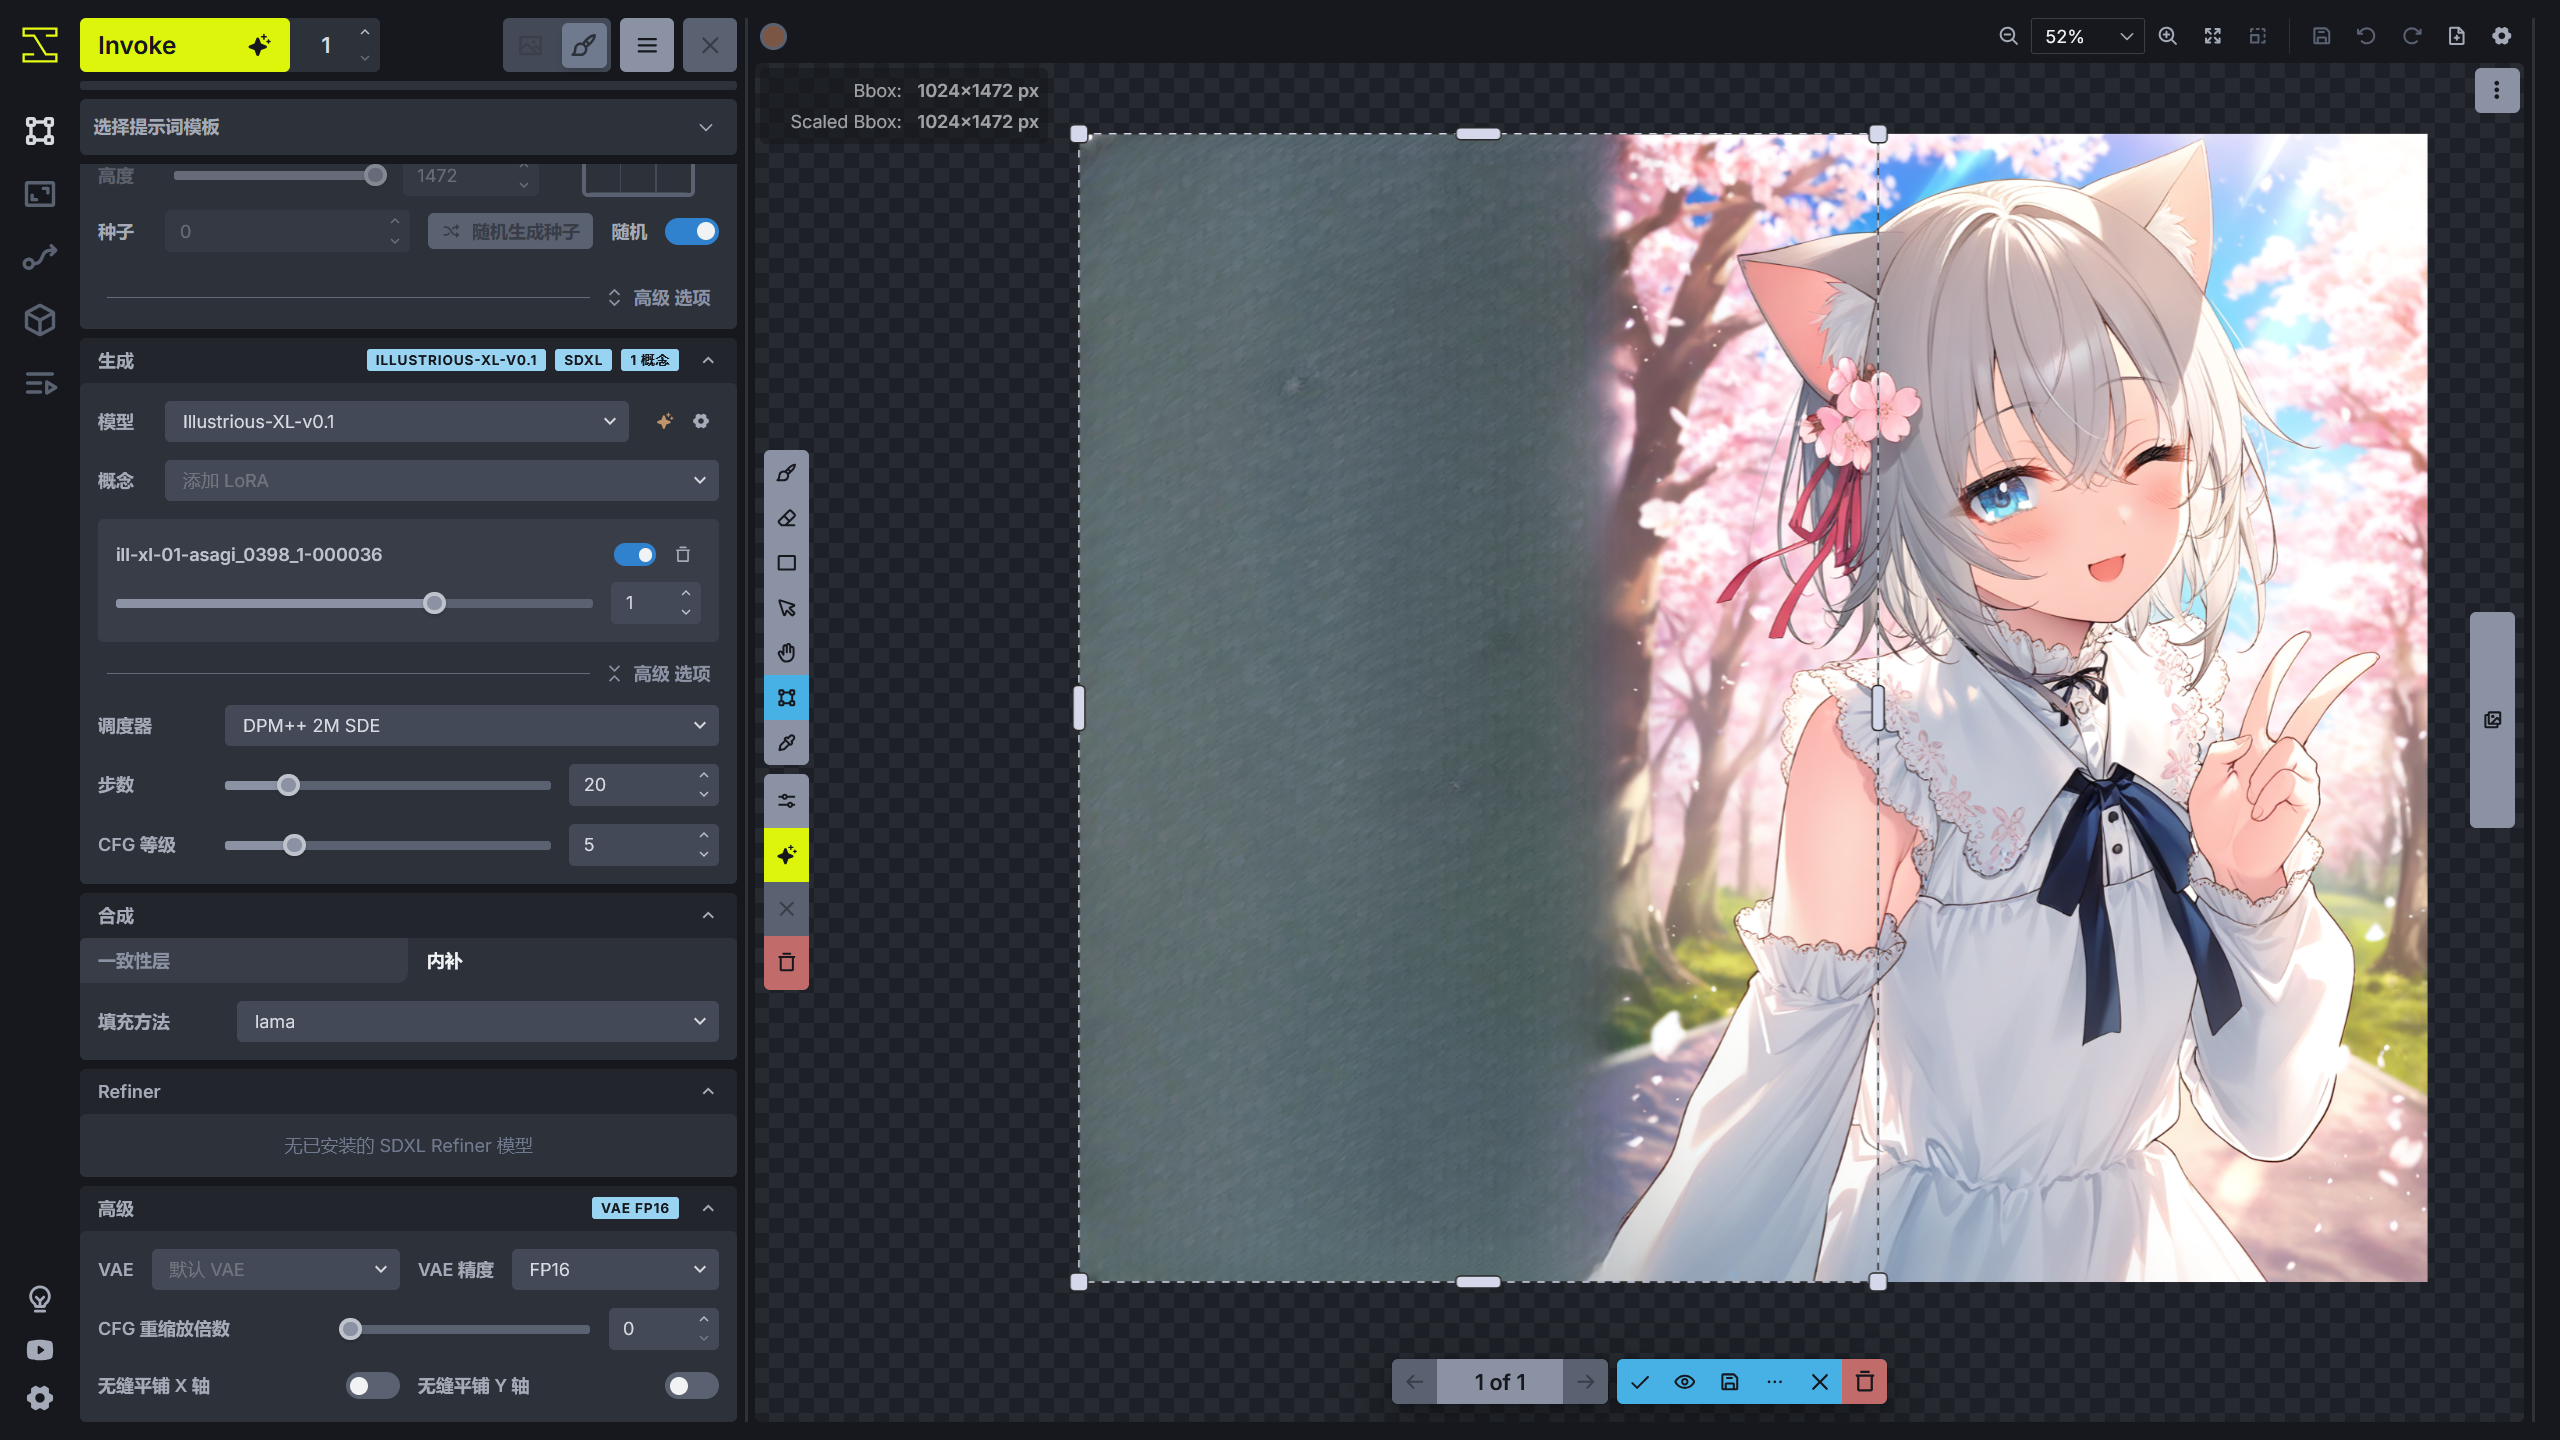 Invoke
1
52%
Bbox: 1024×1472 px
Scaled Bbox: 1024×1472 px
选择提示词模板
高度
1472
种子
0
随机生成种子
随机
高级 选项
生成
ILLUSTRIOUS-XL-V0.1
SDXL
1 概念
模型
Illustrious-XL-v0.1
概念
添加 LoRA
ill-xl-01-asagi_0398_1-000036
1
高级 选项
调度器
DPM++ 2M SDE
步数
20
CFG 等级
5
合成
一致性层
内补
填充方法
lama
Refiner
无已安装的 SDXL Refiner 模型
高级
VAE FP16
VAE
默认 VAE
VAE 精度
FP16
CFG 重缩放倍数
0
无缝平铺 X 轴
无缝平铺 Y 轴
1 of 1